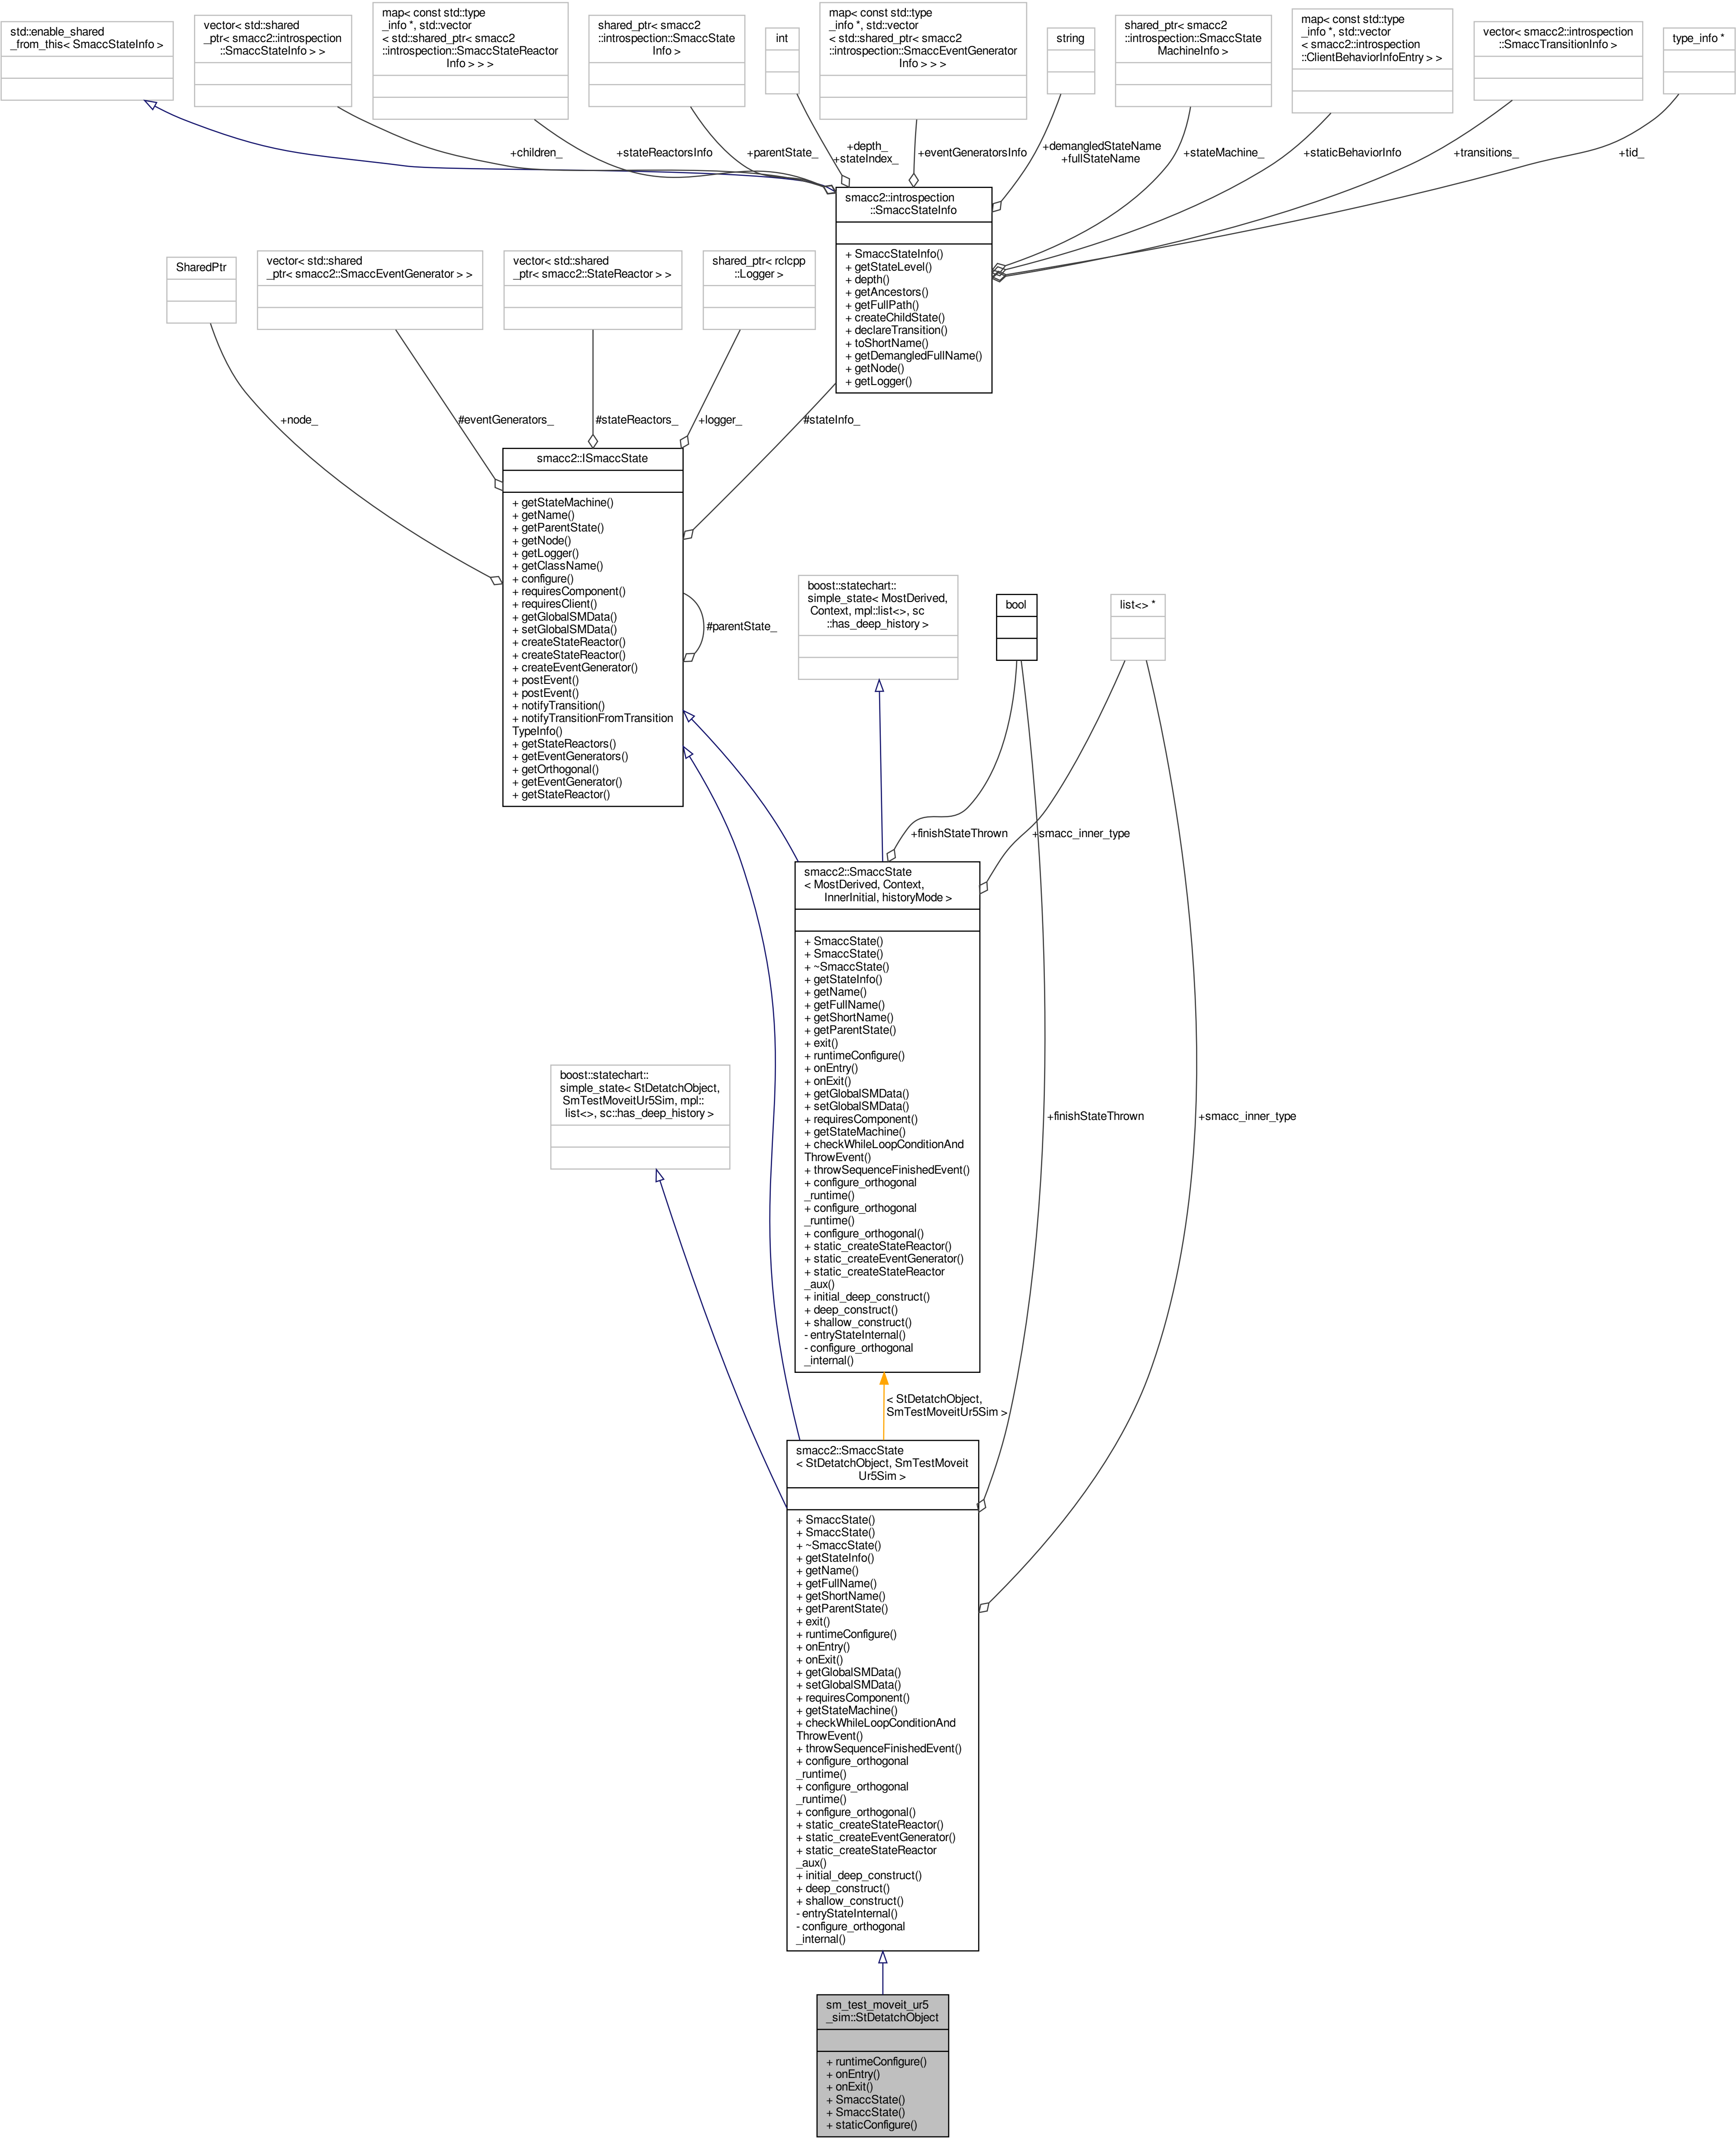 std::enable_shared
_from_this< SmaccStateInfo >
vector< std::shared
_ptr< smacc2::introspection
::SmaccStateInfo > >
map< const std::type
_info *, std::vector
< std::shared_ptr< smacc2
::introspection::SmaccStateReactor
Info > > >
shared_ptr< smacc2
::introspection::SmaccState
Info >
int
map< const std::type
_info *, std::vector
< std::shared_ptr< smacc2
::introspection::SmaccEventGenerator
Info > > >
string
shared_ptr< smacc2
::introspection::SmaccState
MachineInfo >
map< const std::type
_info *, std::vector
< smacc2::introspection
::ClientBehaviorInfoEntry > >
vector< smacc2::introspection
::SmaccTransitionInfo >
type_info *
+children_
+stateReactorsInfo
+parentState_
+depth_
+stateIndex_
+eventGeneratorsInfo
+demangledStateName
+fullStateName
+stateMachine_
+staticBehaviorInfo
+transitions_
+tid_
smacc2::introspection
::SmaccStateInfo
+ SmaccStateInfo()
+ getStateLevel()
+ depth()
+ getAncestors()
+ getFullPath()
+ createChildState()
+ declareTransition()
+ toShortName()
+ getDemangledFullName()
+ getNode()
+ getLogger()
SharedPtr
vector< std::shared
_ptr< smacc2::SmaccEventGenerator > >
vector< std::shared
_ptr< smacc2::StateReactor > >
shared_ptr< rclcpp
::Logger >
+node_
#eventGenerators_
#stateReactors_
+logger_
#stateInfo_
smacc2::ISmaccState
+ getStateMachine()
+ getName()
+ getParentState()
+ getNode()
+ getLogger()
+ getClassName()
+ configure()
+ requiresComponent()
+ requiresClient()
+ getGlobalSMData()
+ setGlobalSMData()
+ createStateReactor()
+ createStateReactor()
+ createEventGenerator()
+ postEvent()
+ postEvent()
+ notifyTransition()
+ notifyTransitionFromTransition
TypeInfo()
+ getStateReactors()
+ getEventGenerators()
+ getOrthogonal()
+ getEventGenerator()
+ getStateReactor()
#parentState_
boost::statechart::
simple_state< MostDerived,
Context, mpl::list<>, sc
::has_deep_history >
bool
list<> *
+finishStateThrown
+smacc_inner_type
smacc2::SmaccState
< MostDerived, Context,
InnerInitial, historyMode >
+ SmaccState()
+ SmaccState()
+ ~SmaccState()
+ getStateInfo()
+ getName()
+ getFullName()
+ getShortName()
+ getParentState()
+ exit()
+ runtimeConfigure()
+ onEntry()
+ onExit()
+ getGlobalSMData()
+ setGlobalSMData()
+ requiresComponent()
+ getStateMachine()
+ checkWhileLoopConditionAnd
ThrowEvent()
+ throwSequenceFinishedEvent()
+ configure_orthogonal
_runtime()
+ configure_orthogonal
_runtime()
+ configure_orthogonal()
+ static_createStateReactor()
+ static_createEventGenerator()
+ static_createStateReactor
_aux()
+ initial_deep_construct()
+ deep_construct()
+ shallow_construct()
- entryStateInternal()
- configure_orthogonal
_internal()
boost::statechart::
simple_state< StDetatchObject,
SmTestMoveitUr5Sim, mpl::
list<>, sc::has_deep_history >
+finishStateThrown
+smacc_inner_type
< StDetatchObject,
SmTestMoveitUr5Sim >
smacc2::SmaccState
< StDetatchObject, SmTestMoveit
Ur5Sim >
+ SmaccState()
+ SmaccState()
+ ~SmaccState()
+ getStateInfo()
+ getName()
+ getFullName()
+ getShortName()
+ getParentState()
+ exit()
+ runtimeConfigure()
+ onEntry()
+ onExit()
+ getGlobalSMData()
+ setGlobalSMData()
+ requiresComponent()
+ getStateMachine()
+ checkWhileLoopConditionAnd
ThrowEvent()
+ throwSequenceFinishedEvent()
+ configure_orthogonal
_runtime()
+ configure_orthogonal
_runtime()
+ configure_orthogonal()
+ static_createStateReactor()
+ static_createEventGenerator()
+ static_createStateReactor
_aux()
+ initial_deep_construct()
+ deep_construct()
+ shallow_construct()
- entryStateInternal()
- configure_orthogonal
_internal()
sm_test_moveit_ur5
_sim::StDetatchObject
+ runtimeConfigure()
+ onEntry()
+ onExit()
+ SmaccState()
+ SmaccState()
+ staticConfigure()